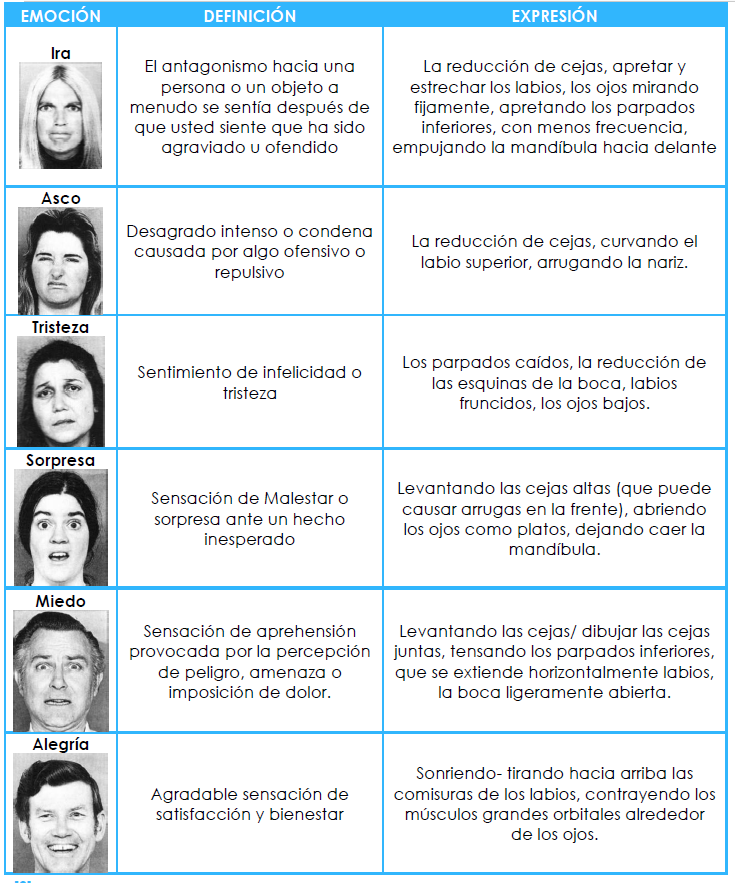 EMOCIÓN DEFINICIÓN EXPRESIÓN
Ira
El antagonismo hacia una
persona o un objeto a
menudo se sentía después de
que usted siente que ha sido
agraviado u ofendido
La reducción de cejas, apretar y
estrechar los labios, los ojos mirando
fijamente, apretando los parpados
inferiores, con menos frecuencia,
empujando la mandíbula hacia delante
Asco
Desagrado intenso o condena
causada por algo ofensivo o
repulsivo
La reducción de cejas, curvando el
labio superior, arrugando la nariz.
Tristeza
Sentimiento de infelicidad o
tristeza
Los parpados caídos, la reducción de
las esquinas de la boca, labios
fruncidos, los ojos bajos.
Sorpresa
Sensación de Malestar o
sorpresa ante un hecho
inesperado
Levantando las cejas altas (que puede
causar arrugas en la frente), abriendo
los ojos como platos, dejando caer la
mandíbula.
Miedo
Sensación de aprehensión
provocada por la percepción
de peligro, amenaza o
imposición de dolor.
Levantando las cejas/ dibujar las cejas
juntas, tensando los parpados inferiores,
que se extiende horizontalmente labios,
la boca ligeramente abierta.
Alegría
Agradable sensación de
satisfacción y bienestar
Sonriendo- tirando hacia arriba las
comisuras de los labios, contrayendo los
músculos grandes orbitales alrededor
de los ojos.